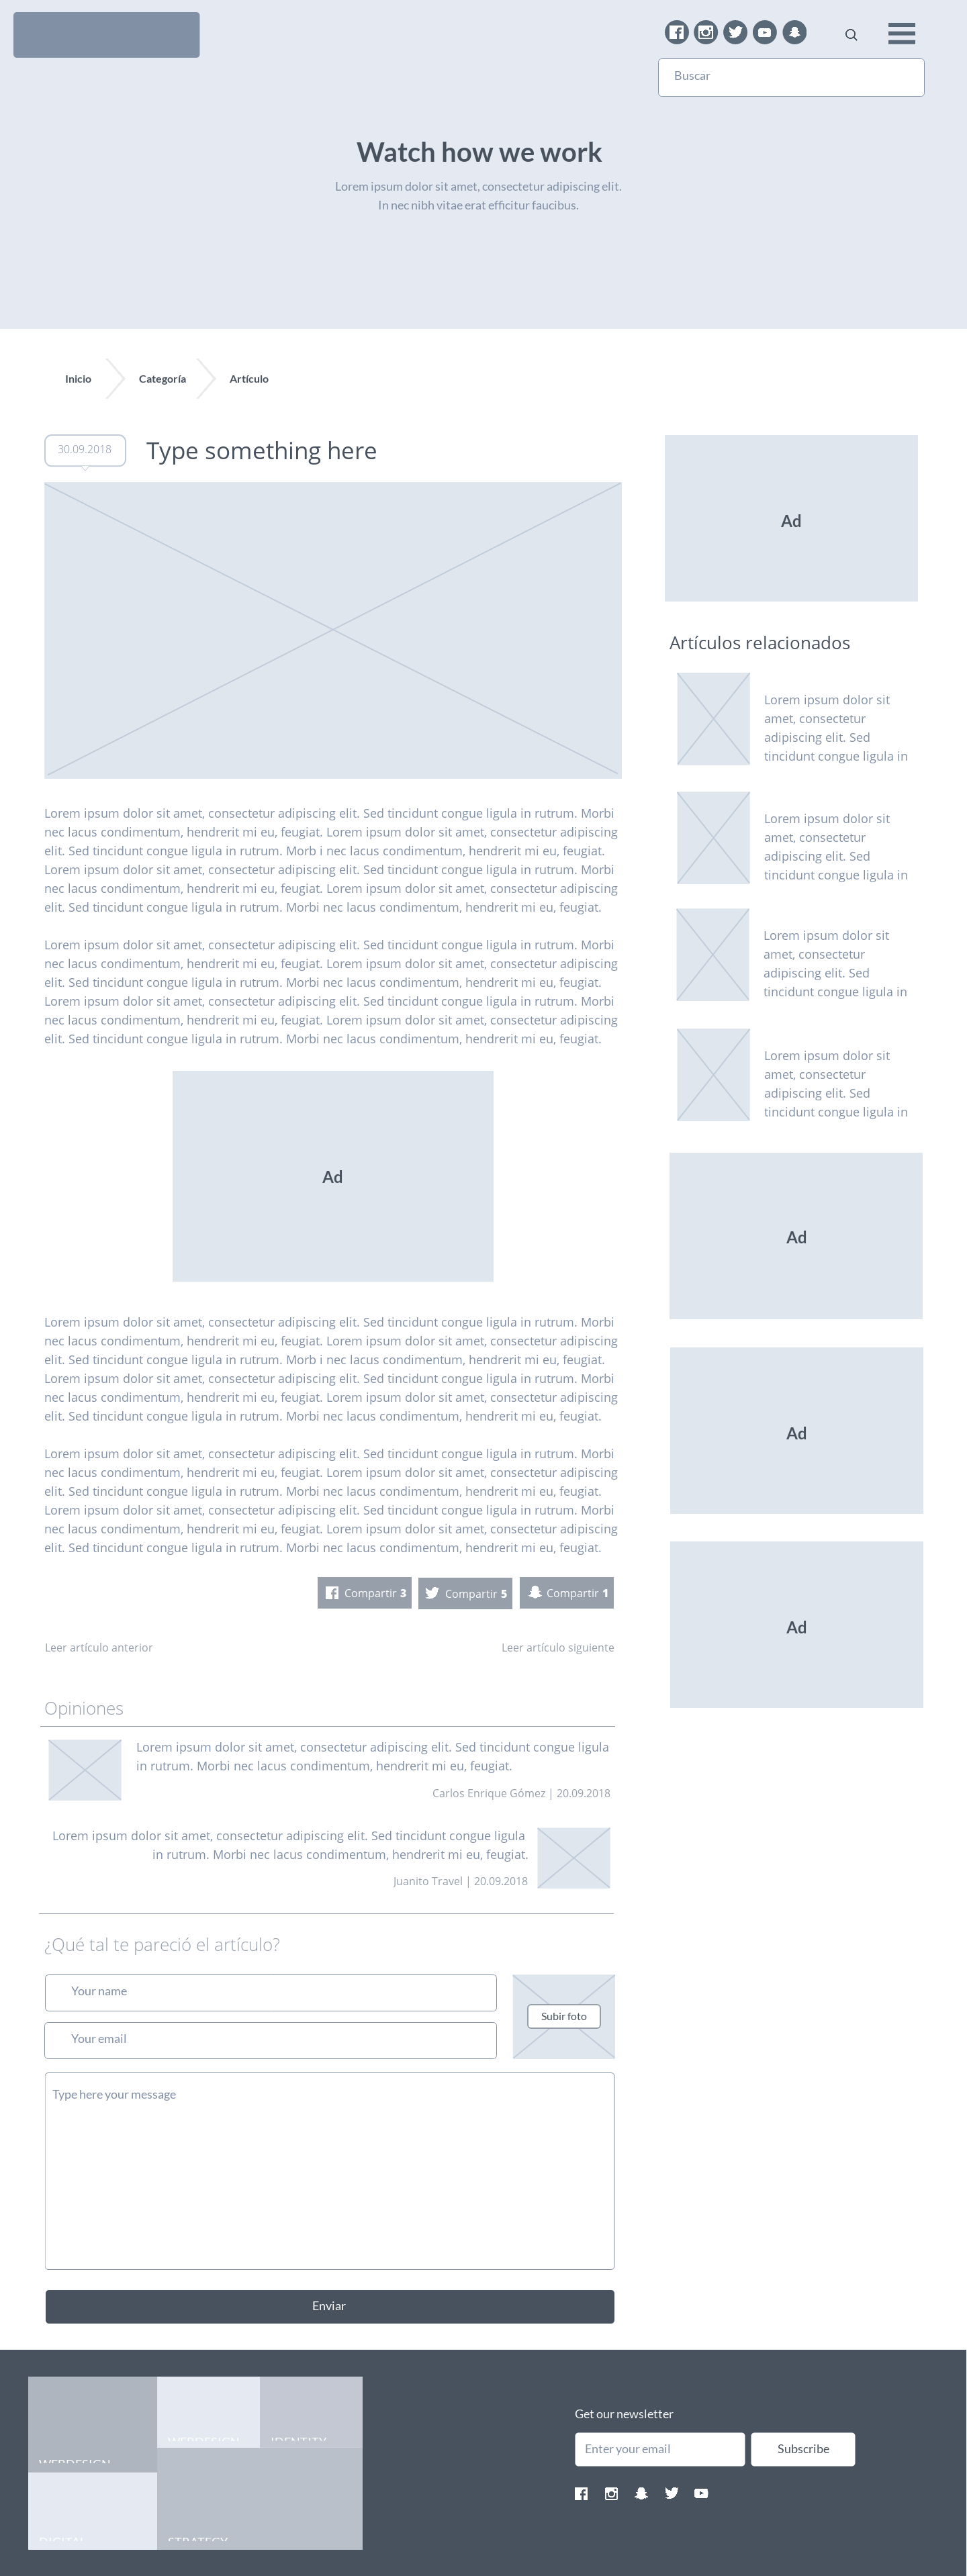 Buscar
Watch how we work
Lorem ipsum dolor sit amet, consectetur adipiscing elit.
In nec nibh vitae erat efficitur faucibus.
Inicio
Categoría
Artículo
30.09.2018
Type something here
Lorem ipsum dolor sit amet, consectetur adipiscing elit. Sed tincidunt congue ligula in rutrum. Morbi
nec lacus condimentum, hendrerit mi eu, feugiat. Lorem ipsum dolor sit amet, consectetur adipiscing
elit. Sed tincidunt congue ligula in rutrum. Morb i nec lacus condimentum, hendrerit mi eu, feugiat.
Lorem ipsum dolor sit amet, consectetur adipiscing elit. Sed tincidunt congue ligula in rutrum. Morbi
nec lacus condimentum, hendrerit mi eu, feugiat. Lorem ipsum dolor sit amet, consectetur adipiscing
elit. Sed tincidunt congue ligula in rutrum. Morbi nec lacus condimentum, hendrerit mi eu, feugiat.
Lorem ipsum dolor sit amet, consectetur adipiscing elit. Sed tincidunt congue ligula in rutrum. Morbi
nec lacus condimentum, hendrerit mi eu, feugiat. Lorem ipsum dolor sit amet, consectetur adipiscing
elit. Sed tincidunt congue ligula in rutrum. Morbi nec lacus condimentum, hendrerit mi eu, feugiat.
Lorem ipsum dolor sit amet, consectetur adipiscing elit. Sed tincidunt congue ligula in rutrum. Morbi
nec lacus condimentum, hendrerit mi eu, feugiat. Lorem ipsum dolor sit amet, consectetur adipiscing
elit. Sed tincidunt congue ligula in rutrum. Morbi nec lacus condimentum, hendrerit mi eu, feugiat.
Ad
Lorem ipsum dolor sit amet, consectetur adipiscing elit. Sed tincidunt congue ligula in rutrum. Morbi
nec lacus condimentum, hendrerit mi eu, feugiat. Lorem ipsum dolor sit amet, consectetur adipiscing
elit. Sed tincidunt congue ligula in rutrum. Morb i nec lacus condimentum, hendrerit mi eu, feugiat.
Lorem ipsum dolor sit amet, consectetur adipiscing elit. Sed tincidunt congue ligula in rutrum. Morbi
nec lacus condimentum, hendrerit mi eu, feugiat. Lorem ipsum dolor sit amet, consectetur adipiscing
elit. Sed tincidunt congue ligula in rutrum. Morbi nec lacus condimentum, hendrerit mi eu, feugiat.
Lorem ipsum dolor sit amet, consectetur adipiscing elit. Sed tincidunt congue ligula in rutrum. Morbi
nec lacus condimentum, hendrerit mi eu, feugiat. Lorem ipsum dolor sit amet, consectetur adipiscing
elit. Sed tincidunt congue ligula in rutrum. Morbi nec lacus condimentum, hendrerit mi eu, feugiat.
Lorem ipsum dolor sit amet, consectetur adipiscing elit. Sed tincidunt congue ligula in rutrum. Morbi
nec lacus condimentum, hendrerit mi eu, feugiat. Lorem ipsum dolor sit amet, consectetur adipiscing
elit. Sed tincidunt congue ligula in rutrum. Morbi nec lacus condimentum, hendrerit mi eu, feugiat.
Compartir 3
Compartir 5
Compartir 1
Leer artículo anterior
Leer artículo siguiente
Opiniones
Lorem ipsum dolor sit amet, consectetur adipiscing elit. Sed tincidunt congue ligula
in rutrum. Morbi nec lacus condimentum, hendrerit mi eu, feugiat.
Carlos Enrique Gómez | 20.09.2018
Lorem ipsum dolor sit amet, consectetur adipiscing elit. Sed tincidunt congue ligula
in rutrum. Morbi nec lacus condimentum, hendrerit mi eu, feugiat.
Juanito Travel | 20.09.2018
¿Qué tal te pareció el artículo?
Your name
Your email
Subir foto
Type here your message
Enviar
Ad
Artículos relacionados
Lorem ipsum dolor sit
amet, consectetur
adipiscing elit. Sed
tincidunt congue ligula in
Lorem ipsum dolor sit
amet, consectetur
adipiscing elit. Sed
tincidunt congue ligula in
Lorem ipsum dolor sit
amet, consectetur
adipiscing elit. Sed
tincidunt congue ligula in
Lorem ipsum dolor sit
amet, consectetur
adipiscing elit. Sed
tincidunt congue ligula in
Ad
Ad
Ad
WEBDESIGN
WEBDESIGN
IDENTITY
DIGITAL
STRATEGY
Get our newsletter
Enter your email
Subscribe